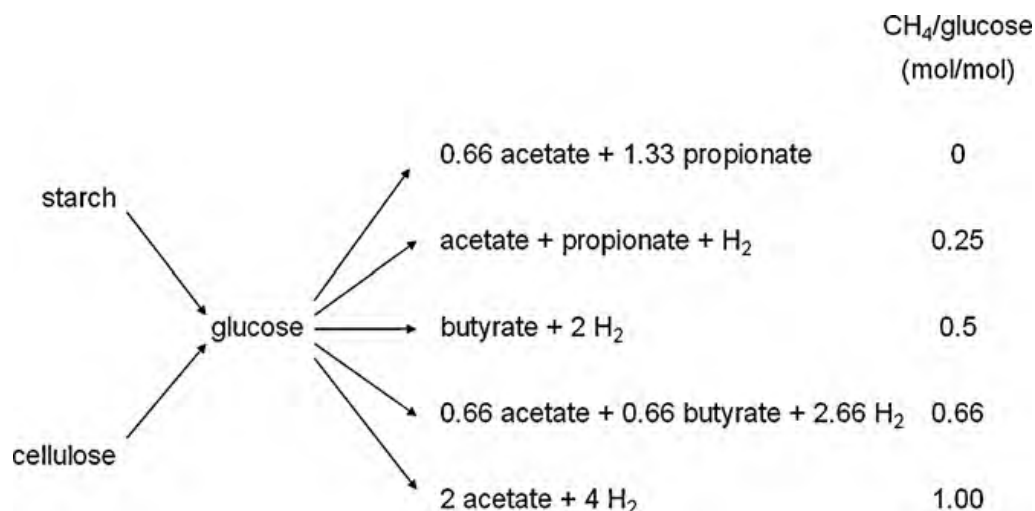 CH₄/glucose
(mol/mol)
0.66 acetate + 1.33 propionate 0
starch
acetate + propionate + H₂ 0.25
glucose
butyrate + 2 H₂ 0.5
0.66 acetate + 0.66 butyrate + 2.66 H₂ 0.66
cellulose
2 acetate + 4 H₂ 1.00